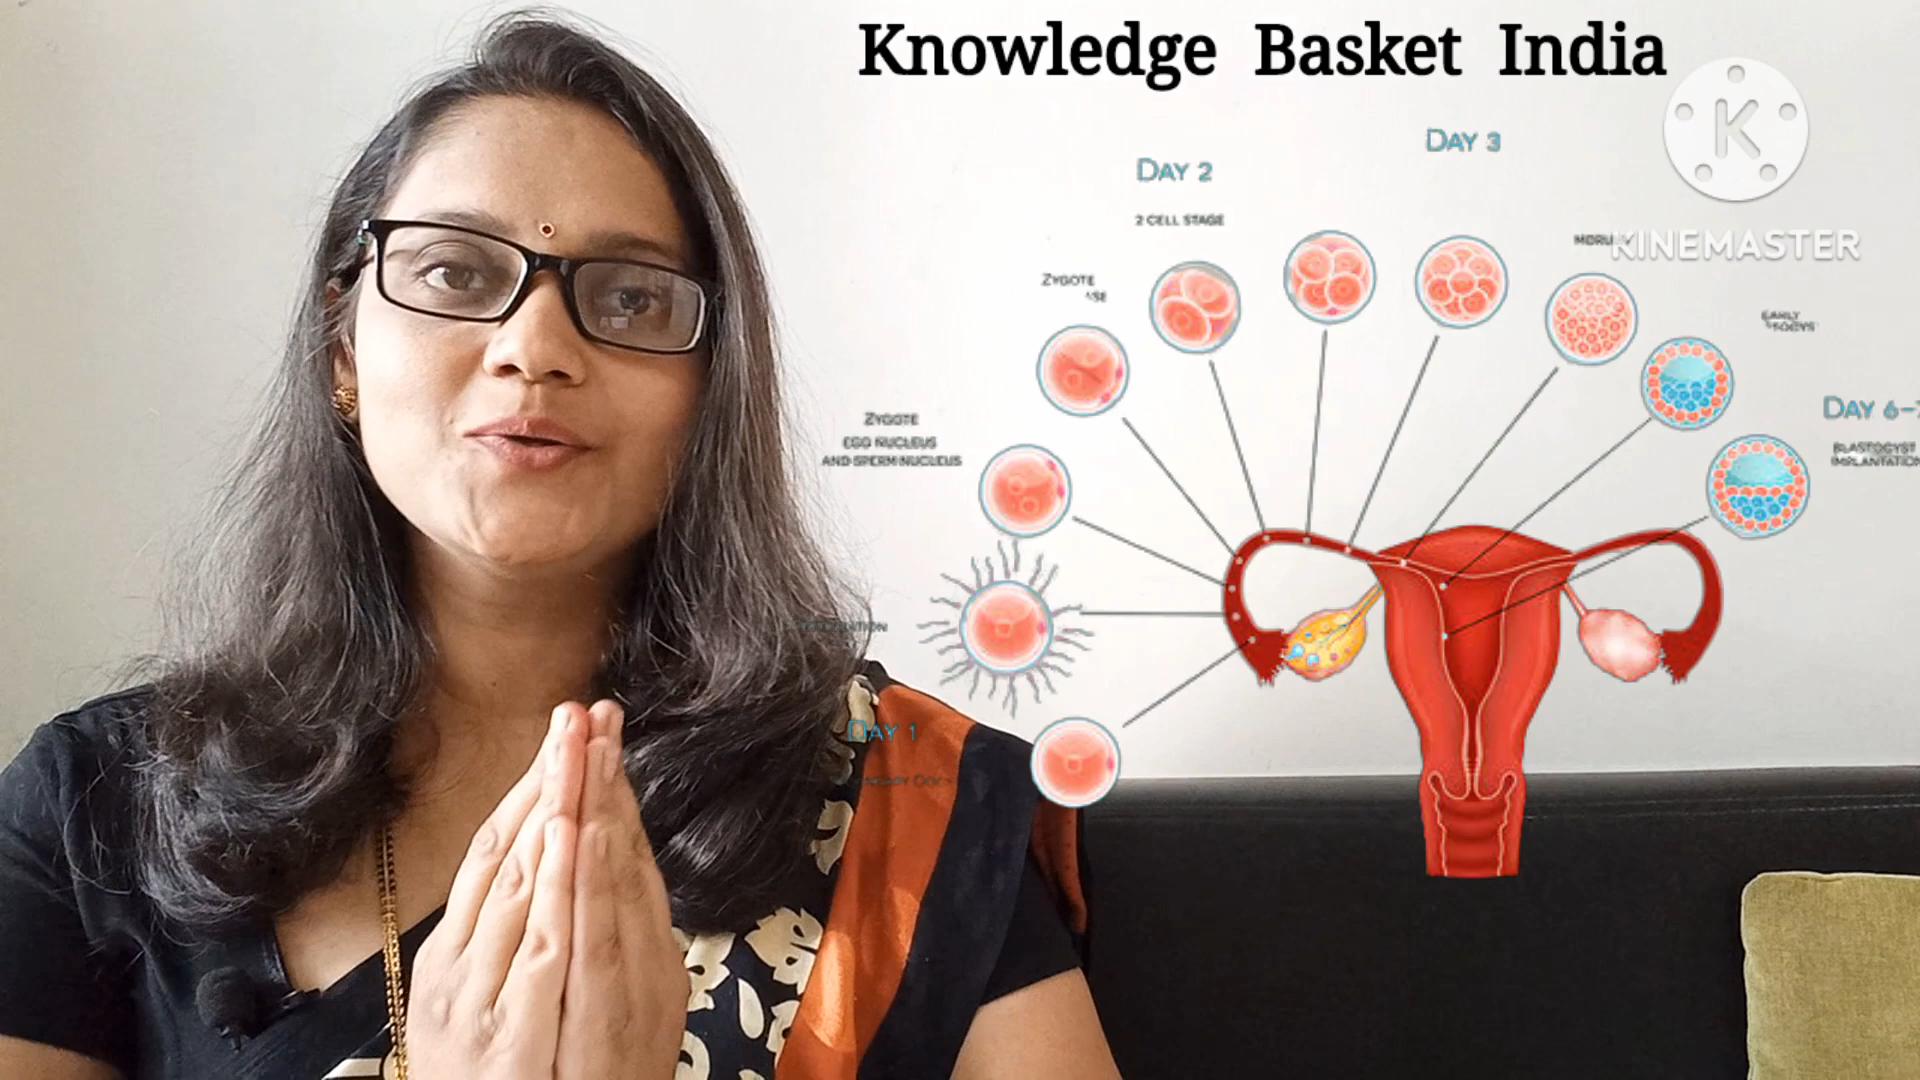 Knowledge Basket India
K
KINEMASTER
DAY 3
DAY 2
2 CELL STAGE
ZYGOTE
ZYGOTE
EGG NUCLEUS
AND SPERM NUCLEUS
EARLY
DAY 6-
BLASTOCYST
IMPLANTATION
DAY 1